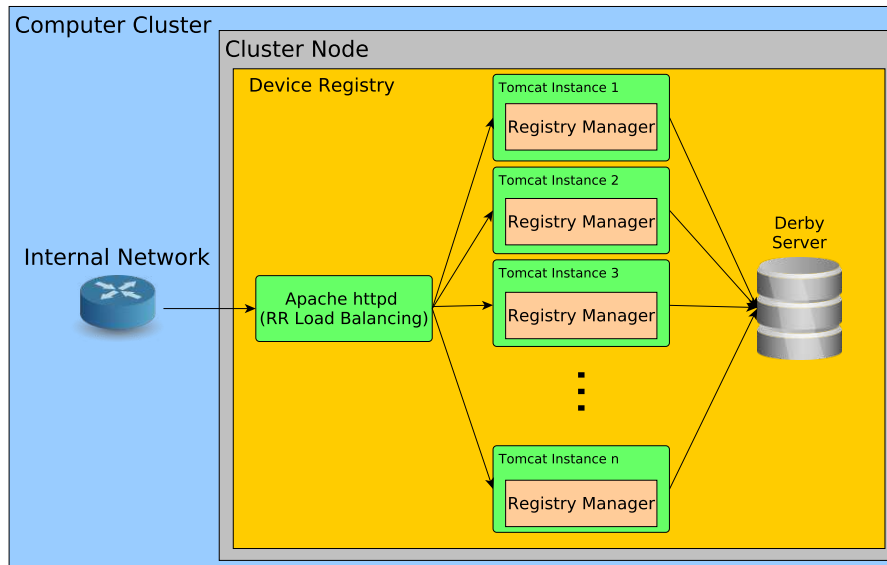 Computer Cluster
Cluster Node
Device Registry
Internal Network
Apache httpd
(RR Load Balancing)
Tomcat Instance 1
Registry Manager
Tomcat Instance 2
Registry Manager
Tomcat Instance 3
Registry Manager
Tomcat Instance n
Registry Manager
Derby
Server